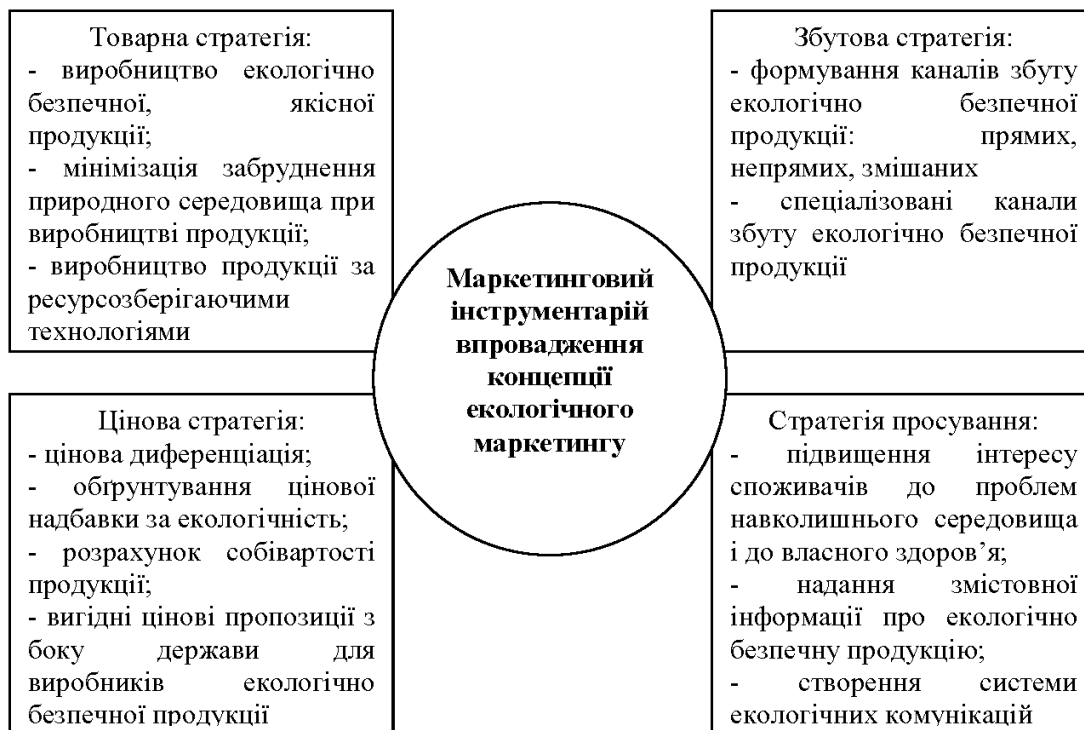 Товарна стратегія:
- виробництво екологічно
безпечної, якісної
продукції;
- мінімізація забруднення
природного середовища при
виробництві продукції;
- виробництво продукції за
ресурсозберігаючими
технологіями
Збутова стратегія:
- формування каналів збуту
екологічно безпечної
продукції: прямих,
непрямих, змішаних
- спеціалізовані канали
збуту екологічно безпечної
продукції
Маркетинговий
інструментарій
впровадження
концепції
екологічного
маркетингу
Цінова стратегія:
- цінова диференціація;
- обґрунтування цінової
надбавки за екологічність;
- розрахунок собівартості
продукції;
- вигідні цінові пропозиції з
боку держави для
виробників екологічно
безпечної продукції
Стратегія просування:
- підвищення інтересу
споживачів до проблем
навколишнього середовища
і до власного здоров’я;
- надання змістовної
інформації про екологічно
безпечну продукцію;
- створення системи
екологічних комунікацій